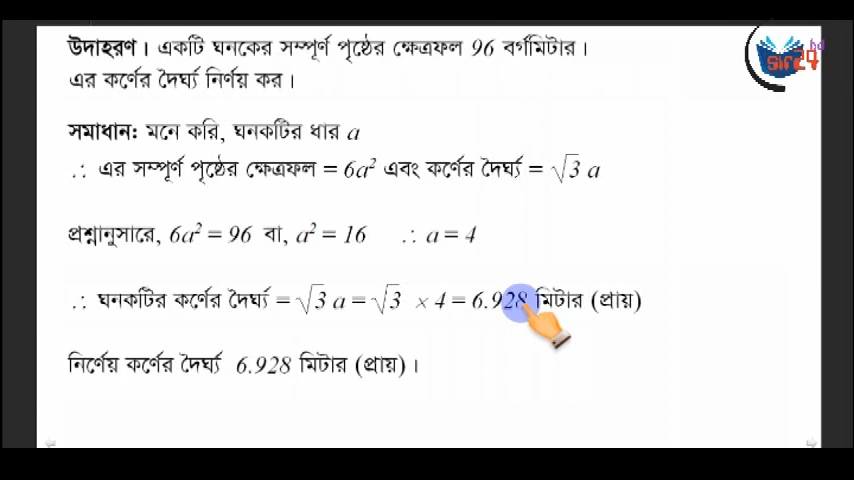 উদাহরণ। একটি ঘনকের সম্পূর্ণ পৃষ্ঠের ক্ষেত্রফল 96 বর্গমিটার।
এর কর্ণের দৈর্ঘ্য নির্ণয় কর।
সমাধান: মনে করি, ঘনকটির ধার a
∴ এর সম্পূর্ণ পৃষ্ঠের ক্ষেত্রফল = 6a² এবং কর্ণের দৈর্ঘ্য = √3 a
প্রশ্নানুসারে, 6a² = 96 বা, a² = 16 ∴ a = 4
∴ ঘনকটির কর্ণের দৈর্ঘ্য = √3 a = √3 × 4 = 6.928 মিটার (প্রায়)
নির্ণেয় কর্ণের দৈর্ঘ্য 6.928 মিটার (প্রায়)।
sir24
bd